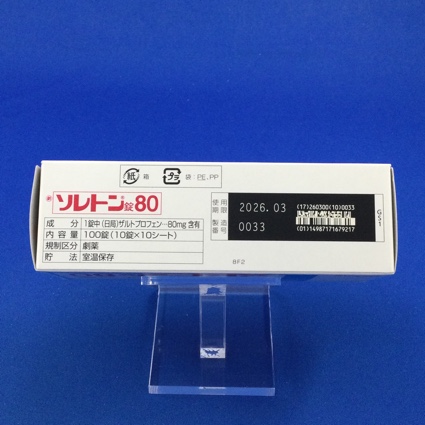 紙 箱 プラ 袋：PE,PP
ソレトン錠80
成分 1錠中(日局)ザルトプロフェン…80mg 含有
内容量 100錠(10錠×10シート)
規制区分 劇薬
貯法 室温保存
使用期限 2026.03
製造番号 0033
(17)260300(10)0033
(01)14987171679217
GS1
8F2